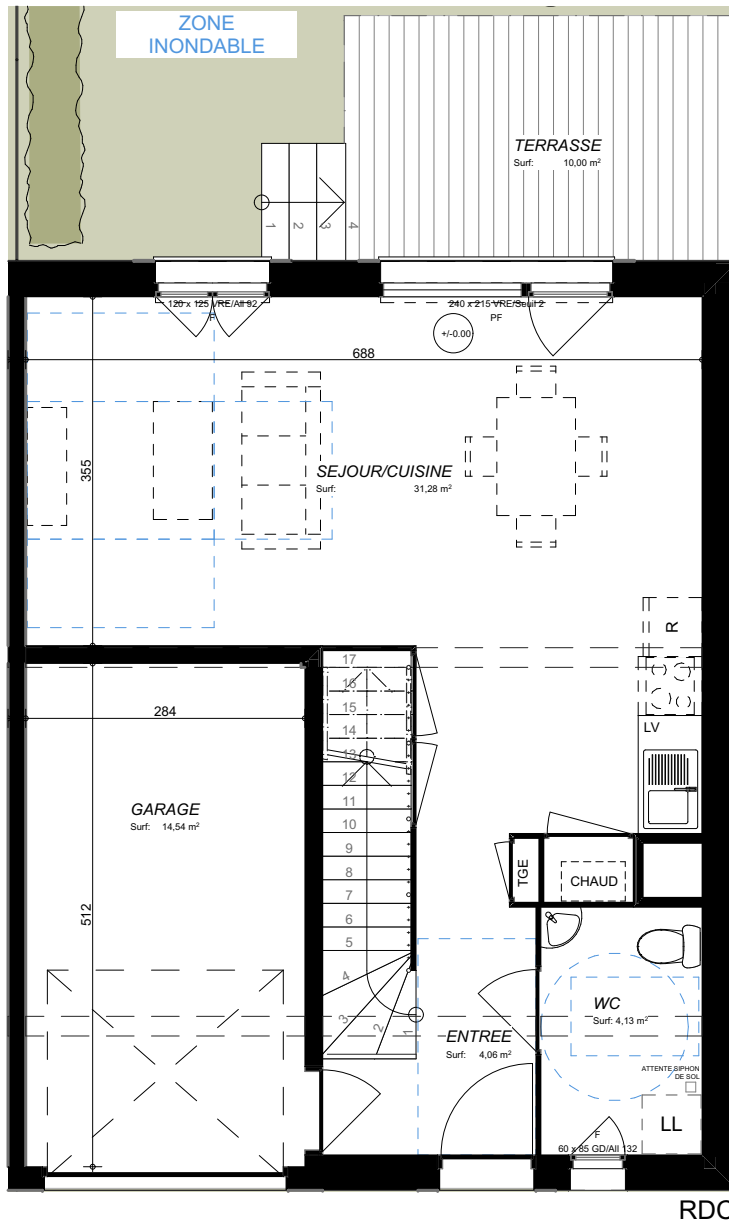 ZONE
INONDABLE
TERRASSE
Surf: 10,00 m²
1
2
3
4
120 x 125 VRE/All 92
F
240 x 215 VRE/Seuil 2
PF
+/-0.00
688
355
SEJOUR/CUISINE
Surf: 31,28 m²
R
LV
17
16
15
14
13
12
11
10
9
8
7
6
5
4
3
2
1
284
GARAGE
Surf: 14,54 m²
512
TGE
CHAUD
WC
Surf: 4,13 m²
ENTREE
Surf: 4,06 m²
ATTENTE SIPHON
DE SOL
LL
F
60 x 85 GD/All 132
RDC